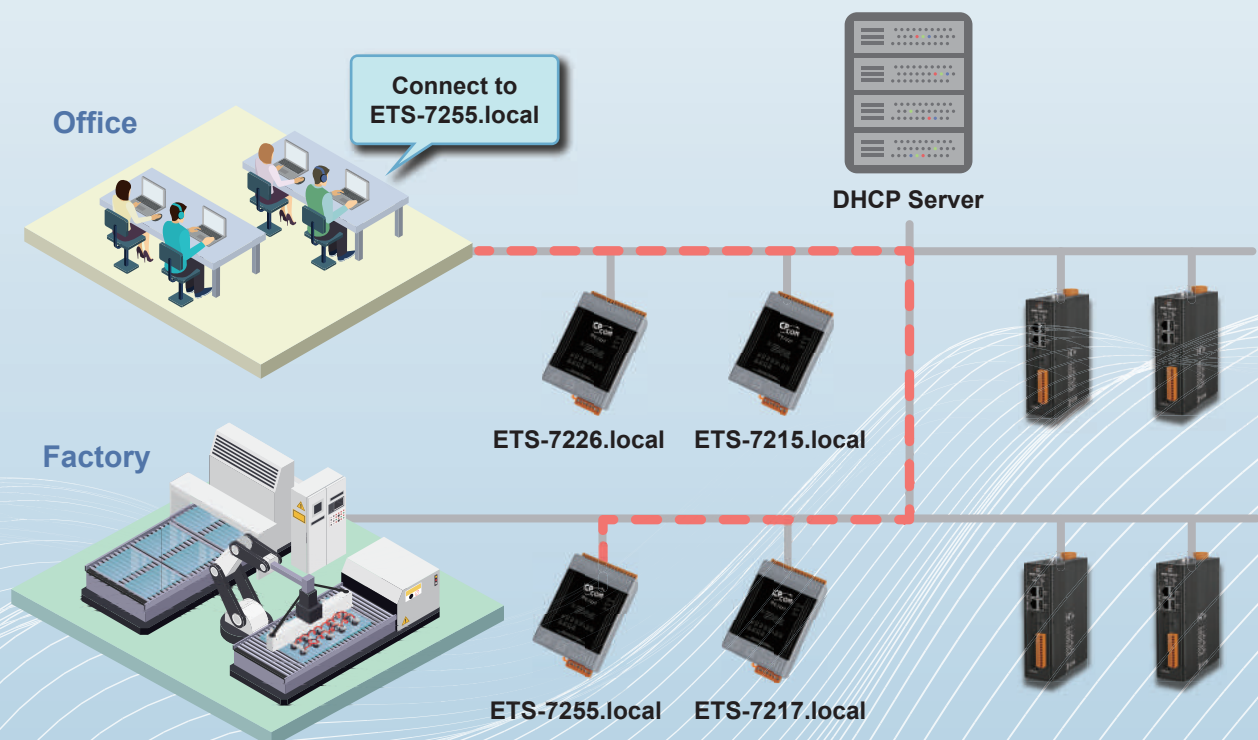 Connect to
ETS-7255.local
Office
DHCP Server
ETS-7226.local
ETS-7215.local
Factory
ETS-7255.local
ETS-7217.local